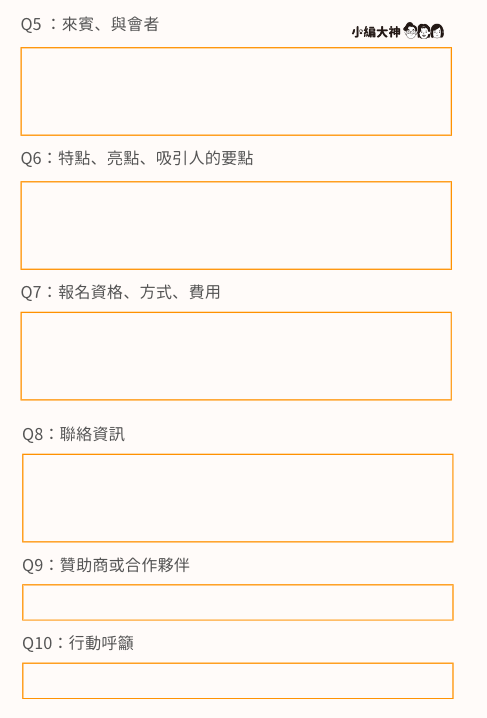 Q5 ：來賓、與會者
小編大神
Q6：特點、亮點、吸引人的要點
Q7：報名資格、方式、費用
Q8：聯絡資訊
Q9：贊助商或合作夥伴
Q10：行動呼籲